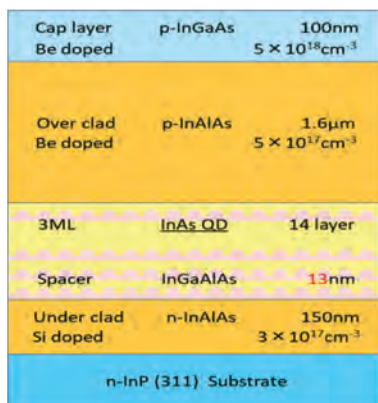 Cap layer p-InGaAs 100nm
Be doped 5 × 10¹⁸cm⁻³
Over clad p-InAlAs 1.6μm
Be doped 5 × 10¹⁷cm⁻³
3ML InAs QD 14 layer
Spacer InGaAlAs 13nm
Under clad n-InAlAs 150nm
Si doped 3 × 10¹⁷cm⁻³
n-InP (311) Substrate